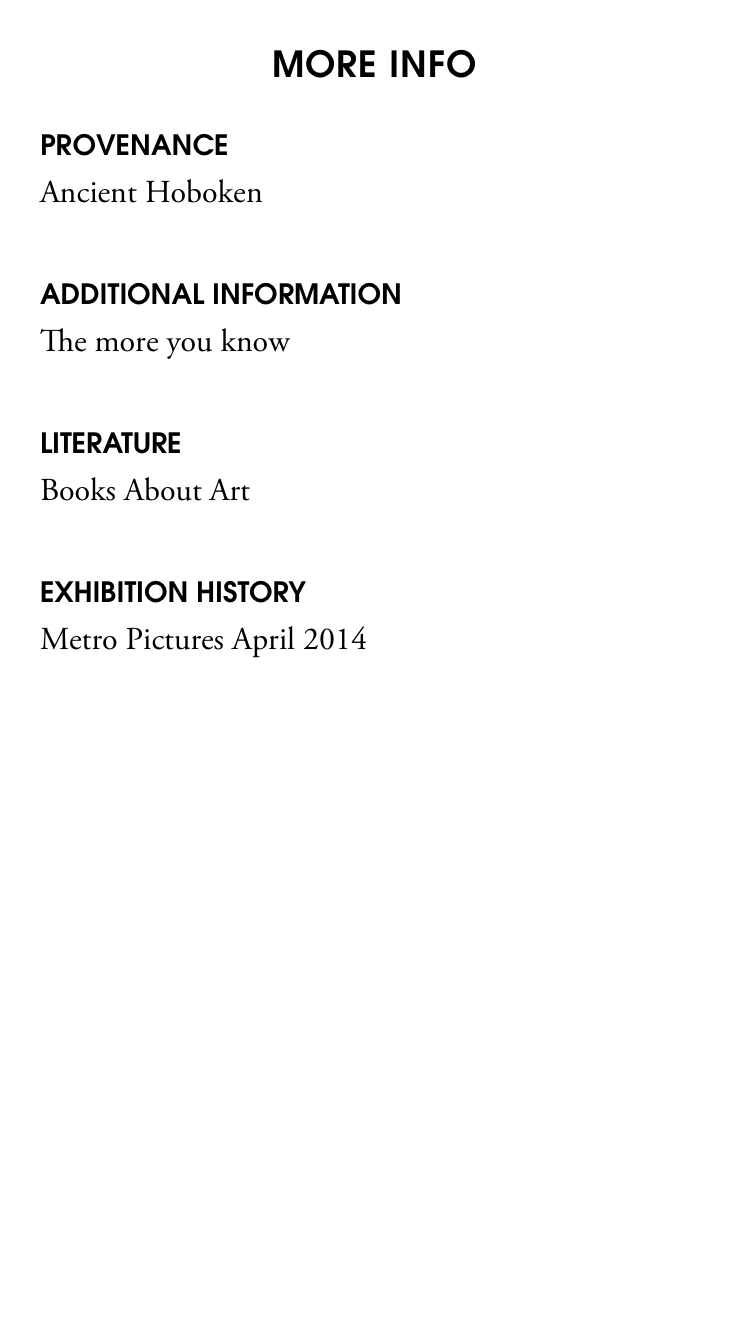 MORE INFO
PROVENANCE
Ancient Hoboken
ADDITIONAL INFORMATION
The more you know
LITERATURE
Books About Art
EXHIBITION HISTORY
Metro Pictures April 2014